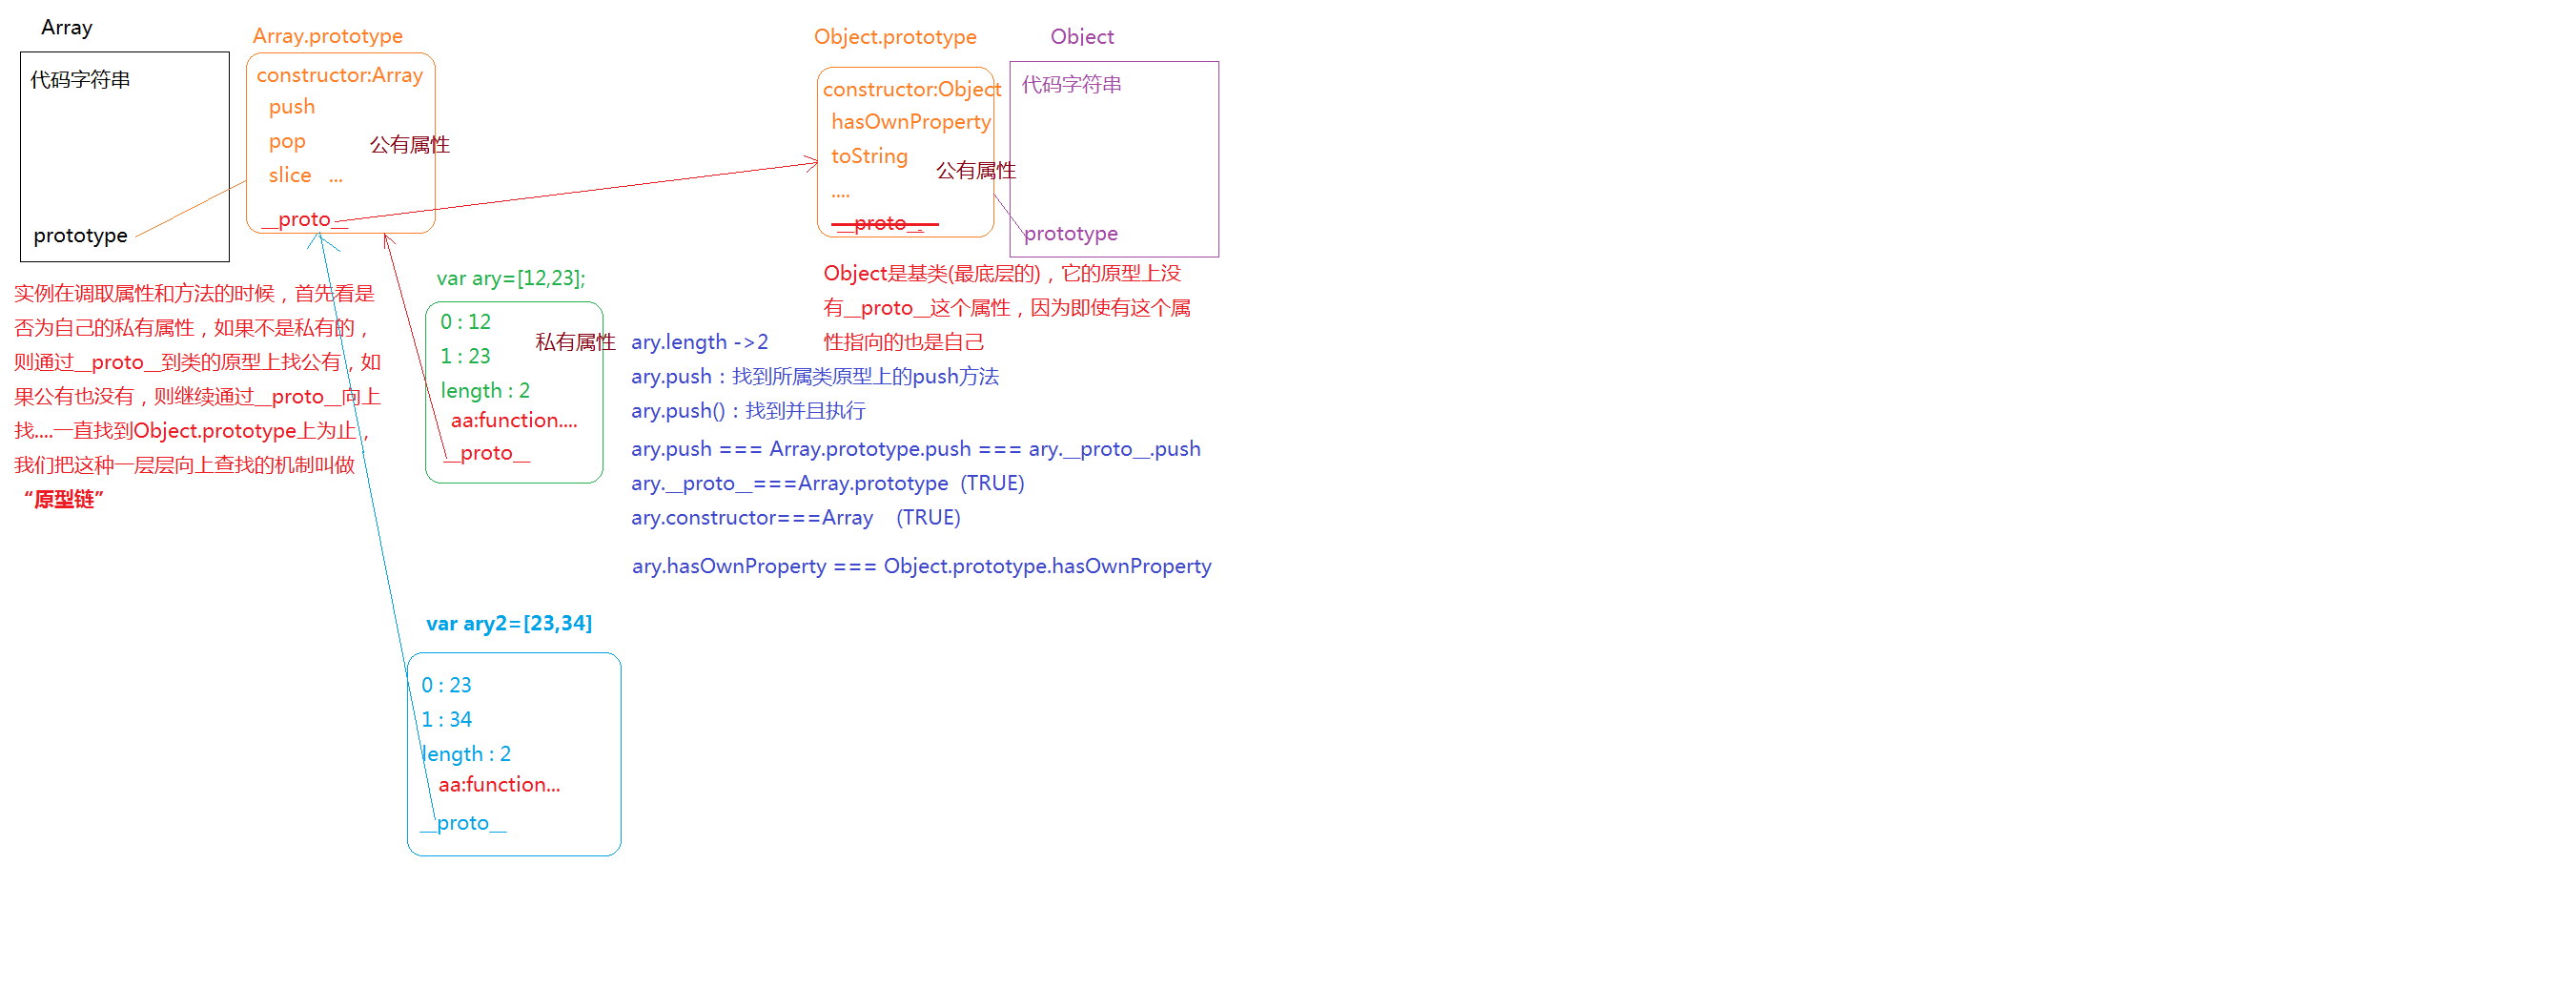 Array
代码字符串
prototype
Array.prototype
constructor:Array
push
pop
slice ...
公有属性
__proto__
Object.prototype
constructor:Object
hasOwnProperty
toString
....
公有属性
__proto__
Object
代码字符串
prototype
实例在调取属性和方法的时候，首先看是
否为自己的私有属性，如果不是私有的，
则通过__proto__到类的原型上找公有，如
果公有也没有，则继续通过__proto__向上
找....一直找到Object.prototype上为止，
我们把这种一层层向上查找的机制叫做
“原型链”
var ary=[12,23];
0 : 12
1 : 23
length : 2
aa:function....
__proto__
私有属性
Object是基类(最底层的)，它的原型上没
有__proto__这个属性，因为即使有这个属
性指向的也是自己
ary.length ->2
ary.push：找到所属类原型上的push方法
ary.push()：找到并且执行
ary.push === Array.prototype.push === ary.__proto__.push
ary.__proto__===Array.prototype (TRUE)
ary.constructor===Array (TRUE)
ary.hasOwnProperty === Object.prototype.hasOwnProperty
var ary2=[23,34]
0 : 23
1 : 34
length : 2
aa:function...
__proto__